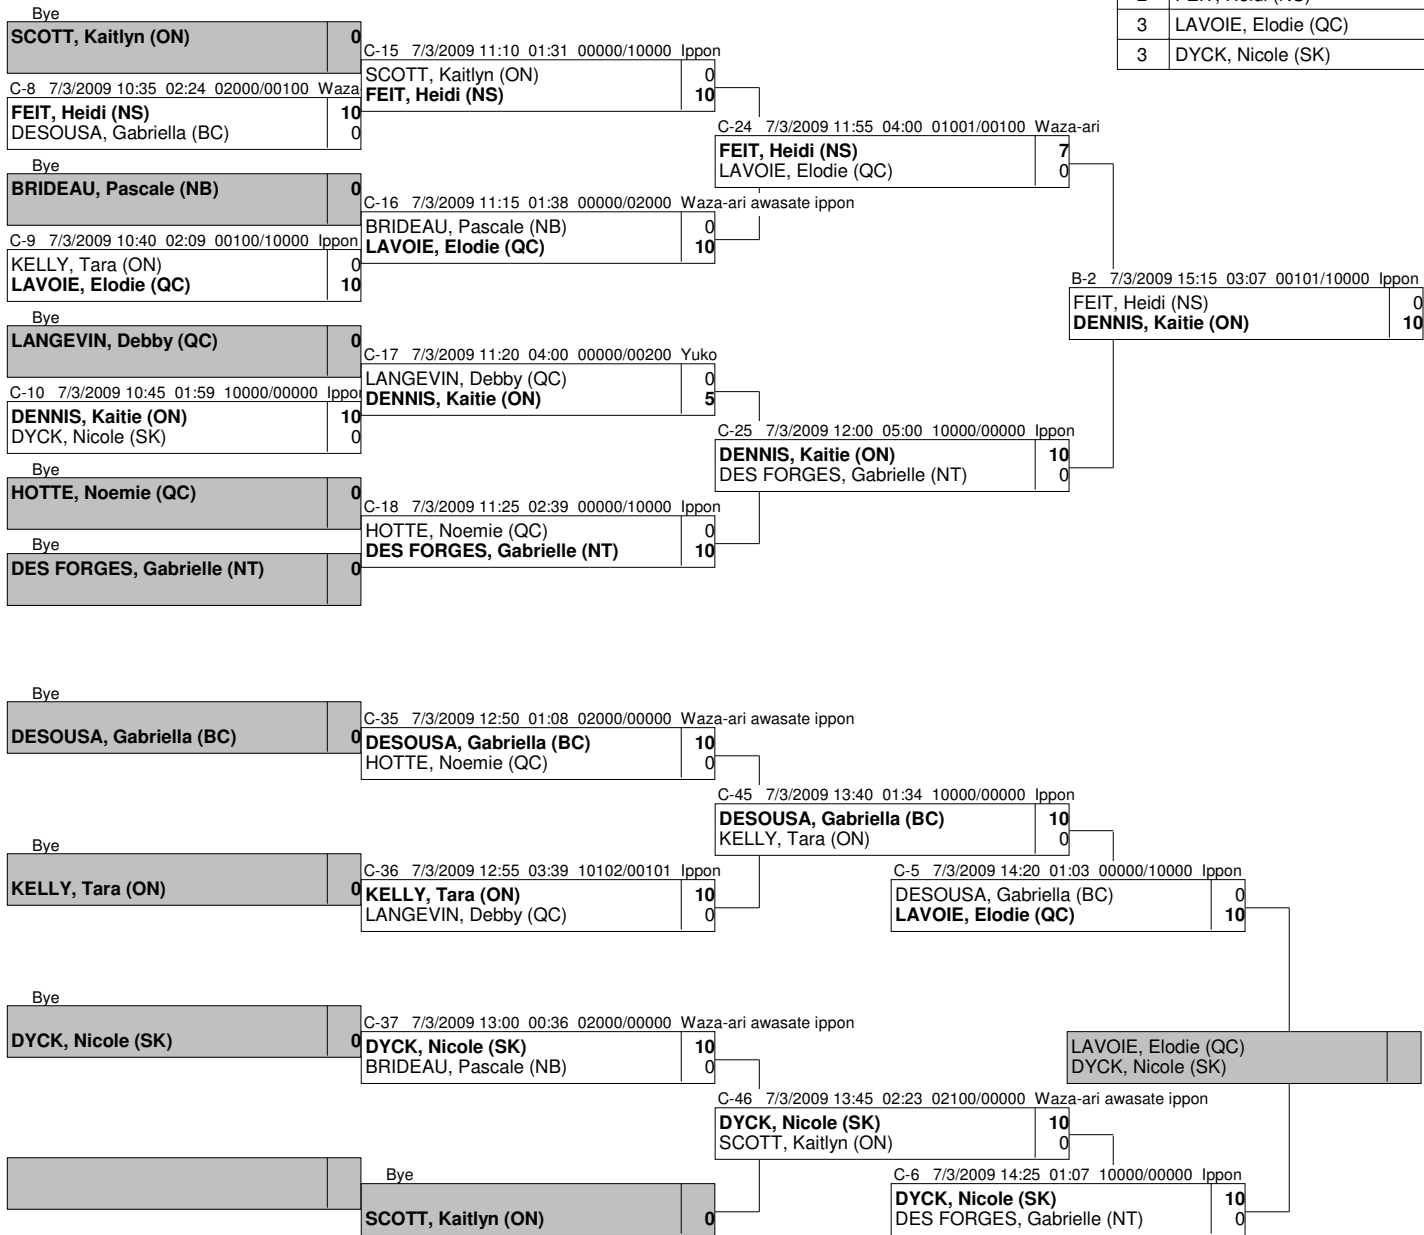 2 FEIT, Heidi (NS)
3 LAVOIE, Elodie (QC)
3 DYCK, Nicole (SK)
Bye
SCOTT, Kaitlyn (ON) 0
C-8 7/3/2009 10:35 02:24 02000/00100 Waza
FEIT, Heidi (NS) 10
DESOUSA, Gabriella (BC) 0
Bye
BRIDEAU, Pascale (NB) 0
C-9 7/3/2009 10:40 02:09 00100/10000 Ippon
KELLY, Tara (ON) 0
LAVOIE, Elodie (QC) 10
Bye
LANGEVIN, Debby (QC) 0
C-10 7/3/2009 10:45 01:59 10000/00000 Ippo
DENNIS, Kaitie (ON) 10
DYCK, Nicole (SK) 0
Bye
HOTTE, Noemie (QC) 0
Bye
DES FORGES, Gabrielle (NT) 0
C-15 7/3/2009 11:10 01:31 00000/10000 Ippon
SCOTT, Kaitlyn (ON) 0
FEIT, Heidi (NS) 10
C-16 7/3/2009 11:15 01:38 00000/02000 Waza-ari awasate ippon
BRIDEAU, Pascale (NB) 0
LAVOIE, Elodie (QC) 10
C-17 7/3/2009 11:20 04:00 00000/00200 Yuko
LANGEVIN, Debby (QC) 0
DENNIS, Kaitie (ON) 5
C-18 7/3/2009 11:25 02:39 00000/10000 Ippon
HOTTE, Noemie (QC) 0
DES FORGES, Gabrielle (NT) 10
C-24 7/3/2009 11:55 04:00 01001/00100 Waza-ari
FEIT, Heidi (NS) 7
LAVOIE, Elodie (QC) 0
C-25 7/3/2009 12:00 05:00 10000/00000 Ippon
DENNIS, Kaitie (ON) 10
DES FORGES, Gabrielle (NT) 0
B-2 7/3/2009 15:15 03:07 00101/10000 Ippon
FEIT, Heidi (NS) 0
DENNIS, Kaitie (ON) 10
Bye
DESOUSA, Gabriella (BC) 0
Bye
KELLY, Tara (ON) 0
Bye
DYCK, Nicole (SK) 0
C-35 7/3/2009 12:50 01:08 02000/00000 Waza-ari awasate ippon
DESOUSA, Gabriella (BC) 10
HOTTE, Noemie (QC) 0
C-36 7/3/2009 12:55 03:39 10102/00101 Ippon
KELLY, Tara (ON) 10
LANGEVIN, Debby (QC) 0
C-37 7/3/2009 13:00 00:36 02000/00000 Waza-ari awasate ippon
DYCK, Nicole (SK) 10
BRIDEAU, Pascale (NB) 0
Bye
SCOTT, Kaitlyn (ON) 0
C-45 7/3/2009 13:40 01:34 10000/00000 Ippon
DESOUSA, Gabriella (BC) 10
KELLY, Tara (ON) 0
C-46 7/3/2009 13:45 02:23 02100/00000 Waza-ari awasate ippon
DYCK, Nicole (SK) 10
SCOTT, Kaitlyn (ON) 0
C-5 7/3/2009 14:20 01:03 00000/10000 Ippon
DESOUSA, Gabriella (BC) 0
LAVOIE, Elodie (QC) 10
C-6 7/3/2009 14:25 01:07 10000/00000 Ippon
DYCK, Nicole (SK) 10
DES FORGES, Gabrielle (NT) 0
LAVOIE, Elodie (QC)
DYCK, Nicole (SK)